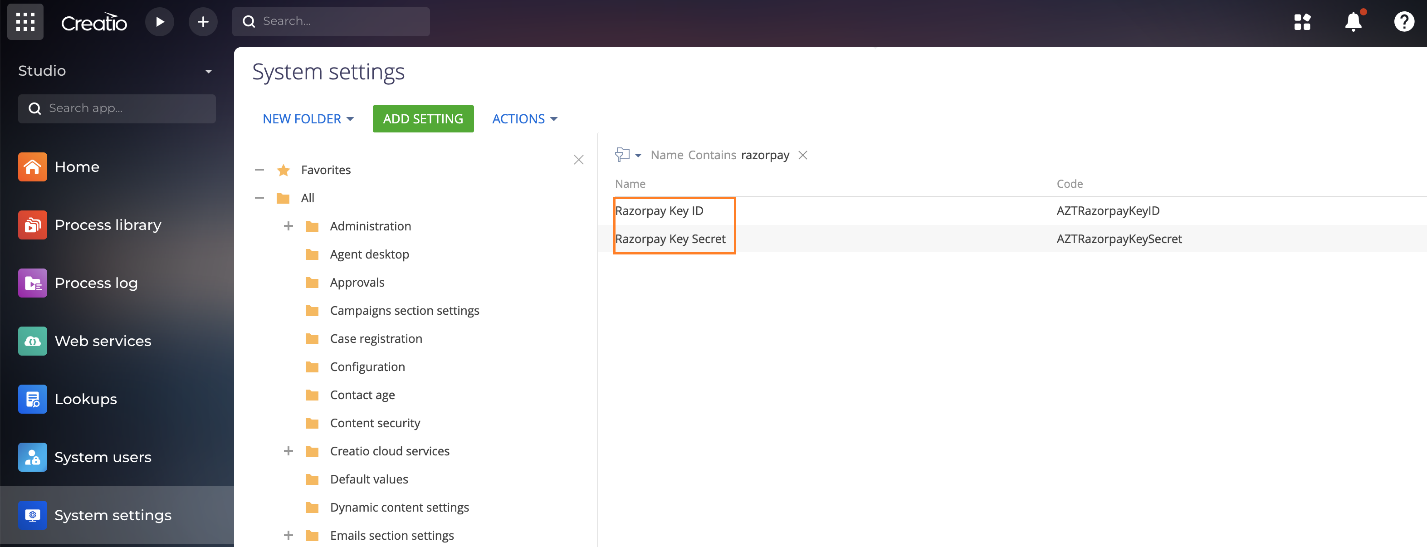 Creatio
Search...
Studio
Search app...
Home
Process library
Process log
Web services
Lookups
System users
System settings
System settings
NEW FOLDER
ADD SETTING
ACTIONS
Favorites
All
Administration
Agent desktop
Approvals
Campaigns section settings
Case registration
Configuration
Contact age
Content security
Creatio cloud services
Default values
Dynamic content settings
Emails section settings
Name Contains razorpay
Name Code
Razorpay Key ID AZTRazorpayKeyID
Razorpay Key Secret AZTRazorpayKeySecret